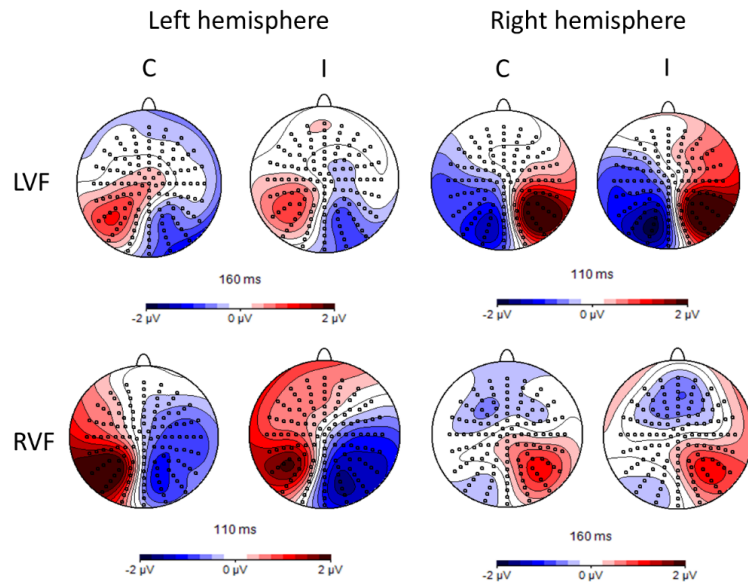 Left hemisphere Right hemisphere
C I C I
LVF
160 ms 110 ms
-2 µV 0 µV 2 µV -2 µV 0 µV 2 µV
RVF
110 ms 160 ms
-2 µV 0 µV 2 µV -2 µV 0 µV 2 µV